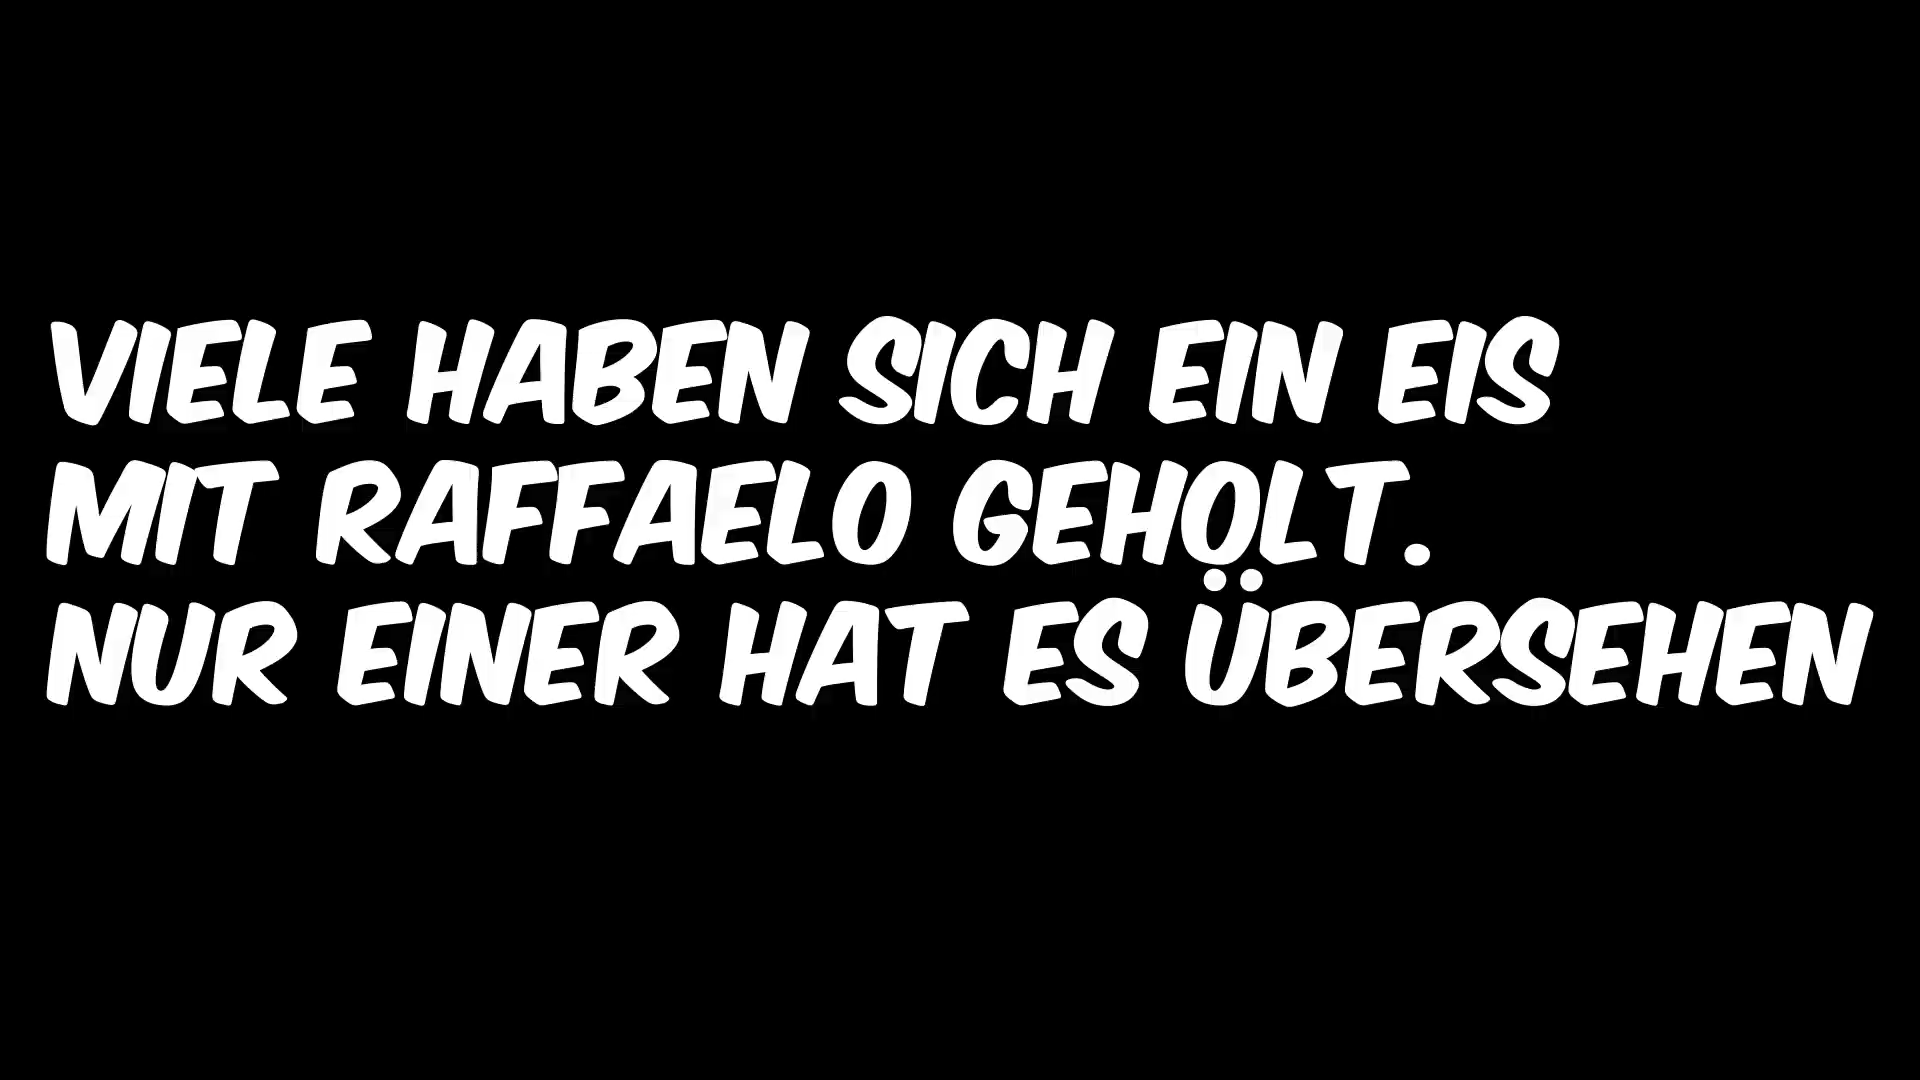 VIELE HABEN SICH EIN EIS
MIT RAFFAELO GEHOLT.
NUR EINER HAT ES ÜBERSEHEN